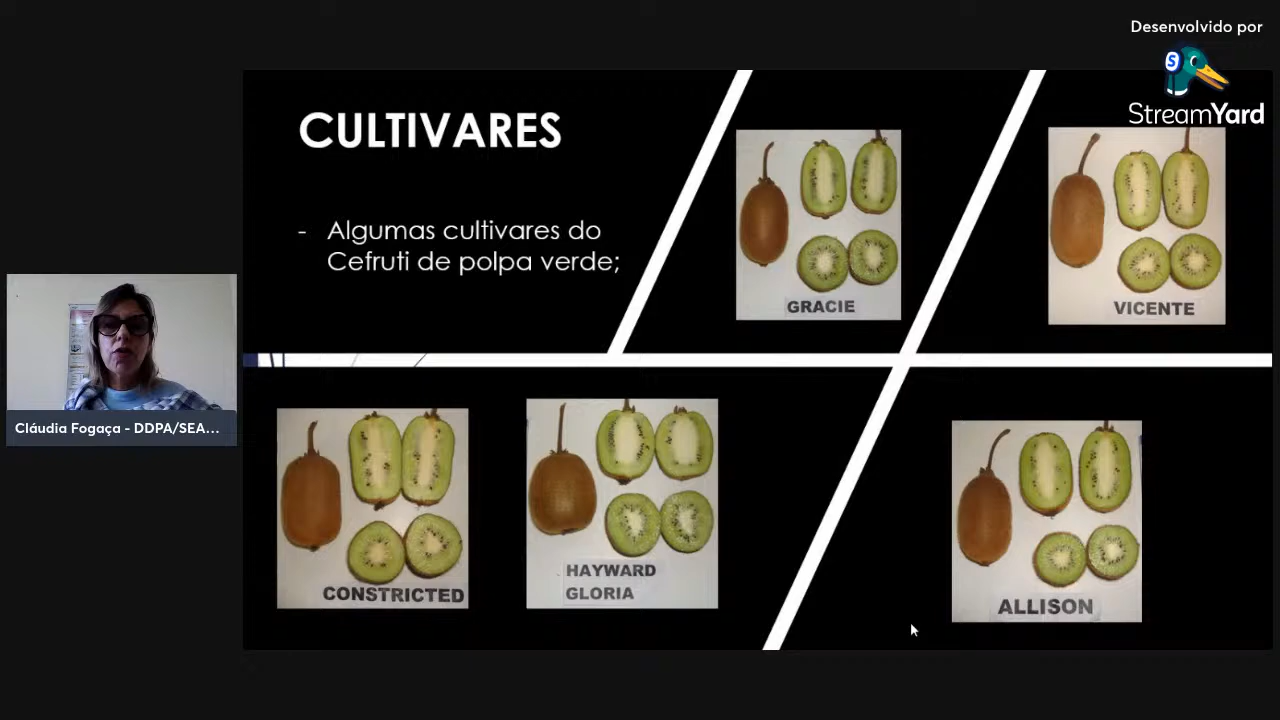 Desenvolvido por
StreamYard
CULTIVARES
- Algumas cultivares do
Cefruti de polpa verde;
GRACIE
VICENTE
Cláudia Fogaça - DDPA/SEA...
CONSTRICTED
HAYWARD
GLORIA
ALLISON